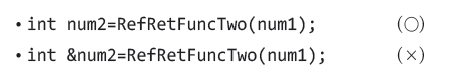 • int num2=RefRetFuncTwo(num1); (○)
• int &num2=RefRetFuncTwo(num1); (×)